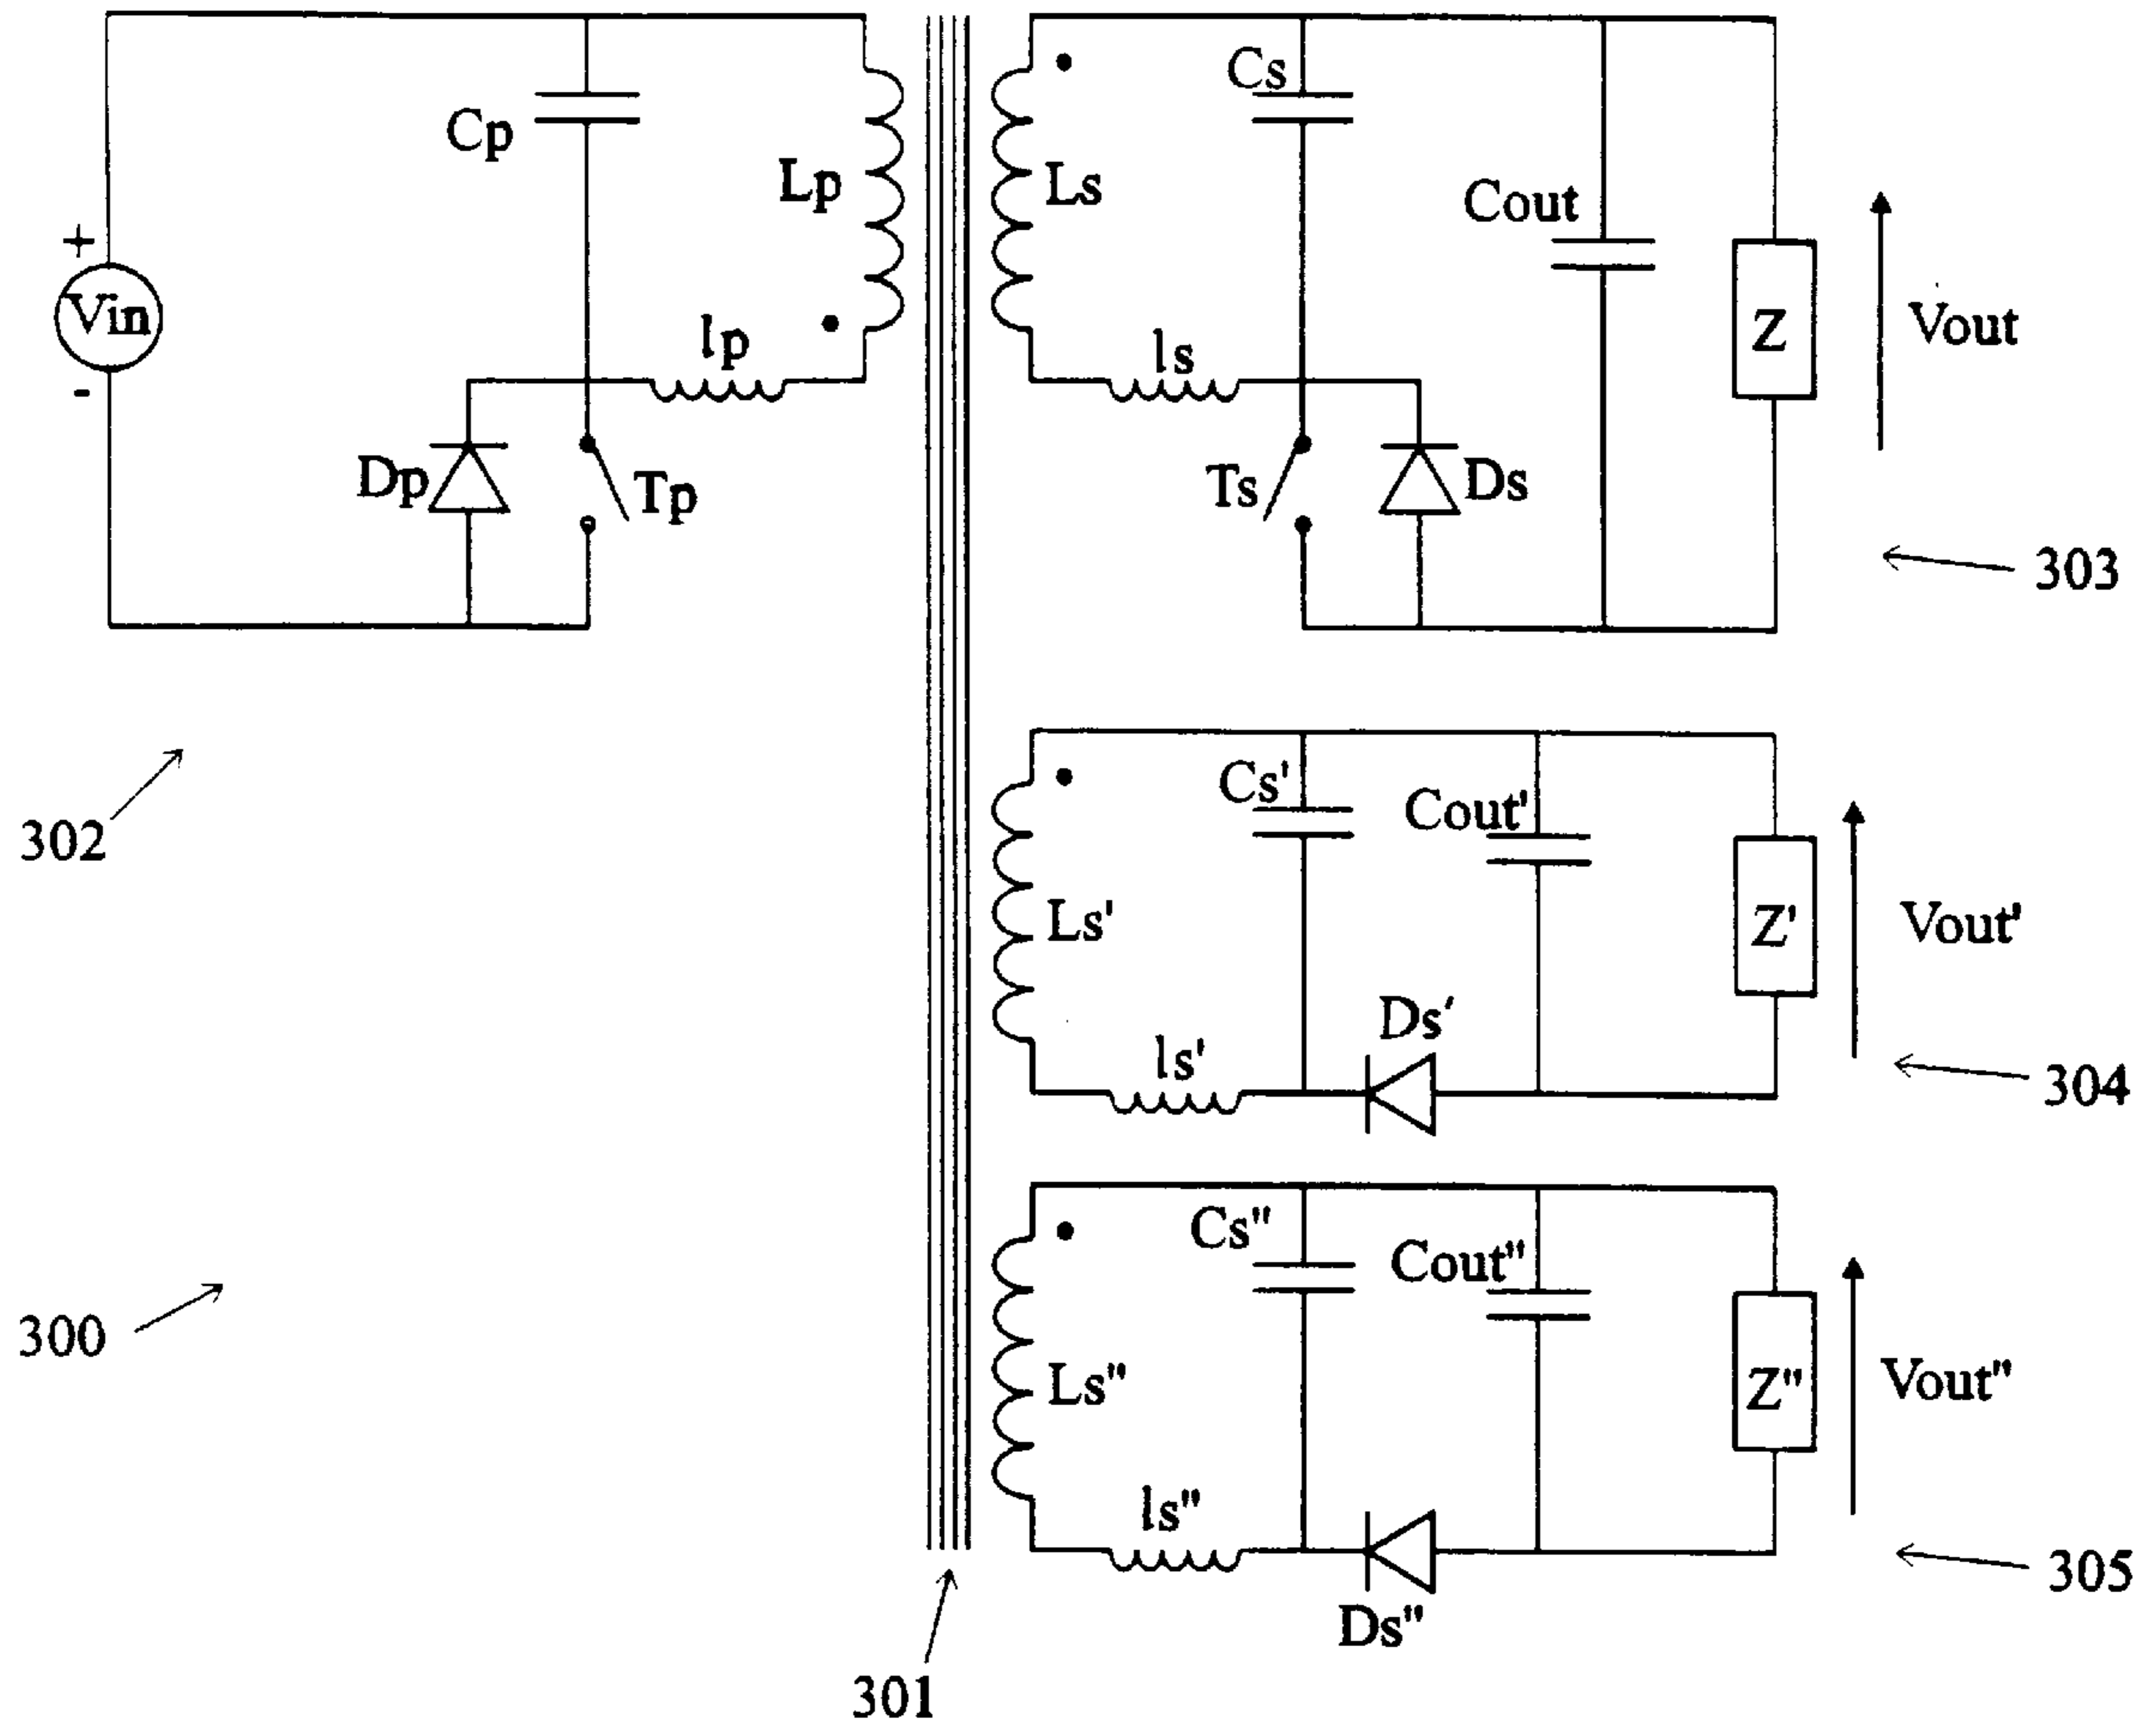 Cp
Lp
+
Vin
-
lp
Dp
Tp
Cs
Ls
Cout
ls
Z
Vout
Ts
Ds
303
302
Cs'
Cout'
Ls'
Z'
Vout'
Ds'
ls'
304
300
Cs"
Cout"
Ls"
Z"
Vout"
ls"
Ds"
305
301